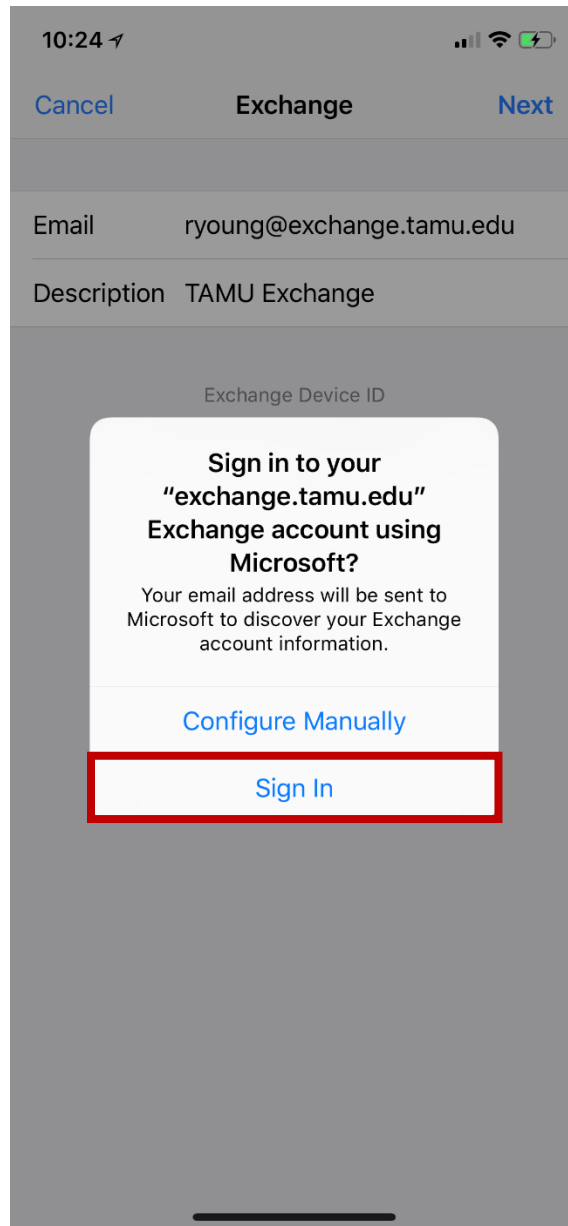 10:24
Cancel Exchange Next
Email ryoung@exchange.tamu.edu
Description TAMU Exchange
Exchange Device ID
Sign in to your
“exchange.tamu.edu”
Exchange account using
Microsoft?
Your email address will be sent to
Microsoft to discover your Exchange
account information.
Configure Manually
Sign In